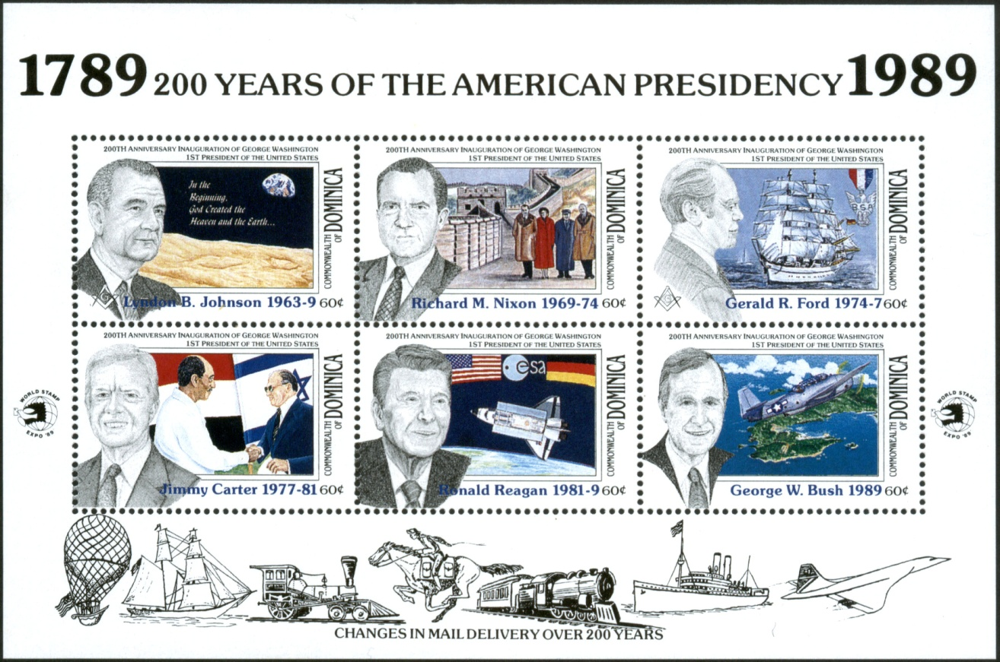 1789 200 YEARS OF THE AMERICAN PRESIDENCY 1989
200TH ANNIVERSARY INAUGURATION OF GEORGE WASHINGTON
1ST PRESIDENT OF THE UNITED STATES
In the
Beginning,
God Created the
Heaven and the Earth...
COMMONWEALTH OF DOMINICA
G
Lyndon B. Johnson 1963-9 60¢
200TH ANNIVERSARY INAUGURATION OF GEORGE WASHINGTON
1ST PRESIDENT OF THE UNITED STATES
COMMONWEALTH OF DOMINICA
Richard M. Nixon 1969-74 60¢
200TH ANNIVERSARY INAUGURATION OF GEORGE WASHINGTON
1ST PRESIDENT OF THE UNITED STATES
BSA
COMMONWEALTH OF DOMINICA
G
Gerald R. Ford 1974-7 60¢
200TH ANNIVERSARY INAUGURATION OF GEORGE WASHINGTON
1ST PRESIDENT OF THE UNITED STATES
COMMONWEALTH OF DOMINICA
Jimmy Carter 1977-81 60¢
200TH ANNIVERSARY INAUGURATION OF GEORGE WASHINGTON
1ST PRESIDENT OF THE UNITED STATES
esa
COMMONWEALTH OF DOMINICA
Ronald Reagan 1981-9 60¢
200TH ANNIVERSARY INAUGURATION OF GEORGE WASHINGTON
1ST PRESIDENT OF THE UNITED STATES
COMMONWEALTH OF DOMINICA
George W. Bush 1989 60¢
WORLD STAMP
EXPO '89
WORLD STAMP
EXPO '89
CHANGES IN MAIL DELIVERY OVER 200 YEARS